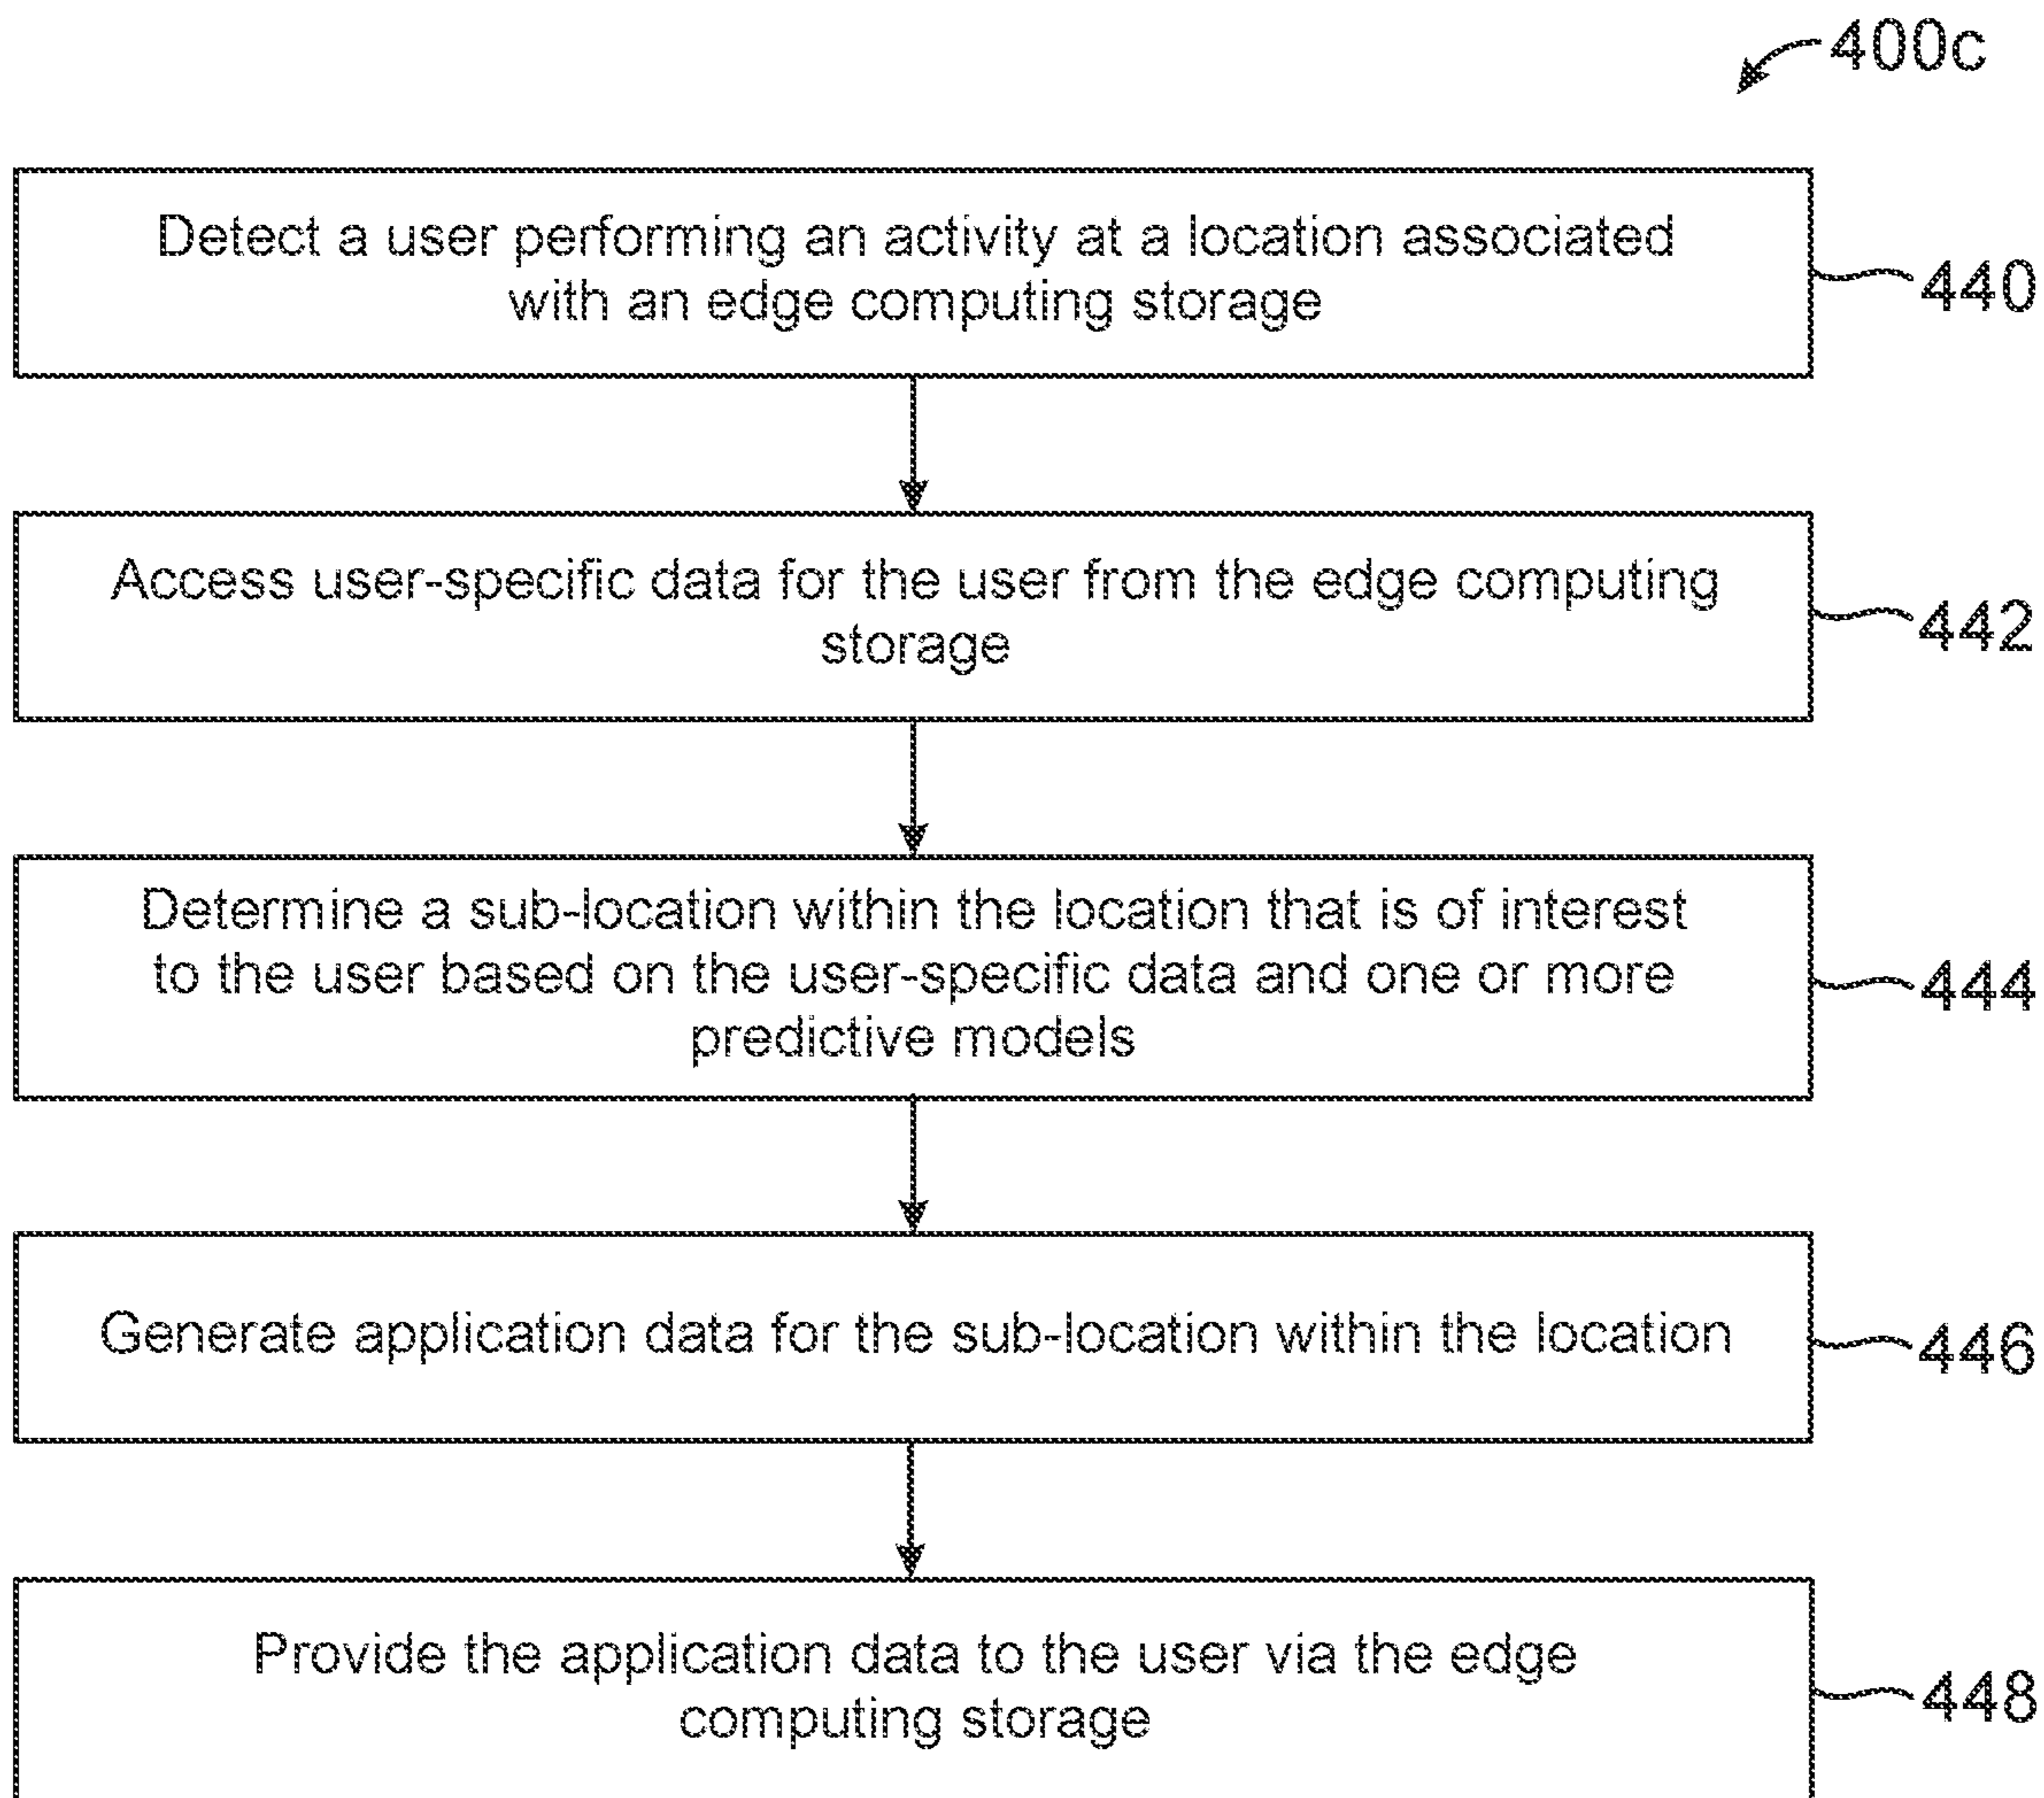 400c
Detect a user performing an activity at a location associated
with an edge computing storage
440
Access user-specific data for the user from the edge computing
storage
442
Determine a sub-location within the location that is of interest
to the user based on the user-specific data and one or more
predictive models
444
Generate application data for the sub-location within the location
446
Provide the application data to the user via the edge
computing storage
448